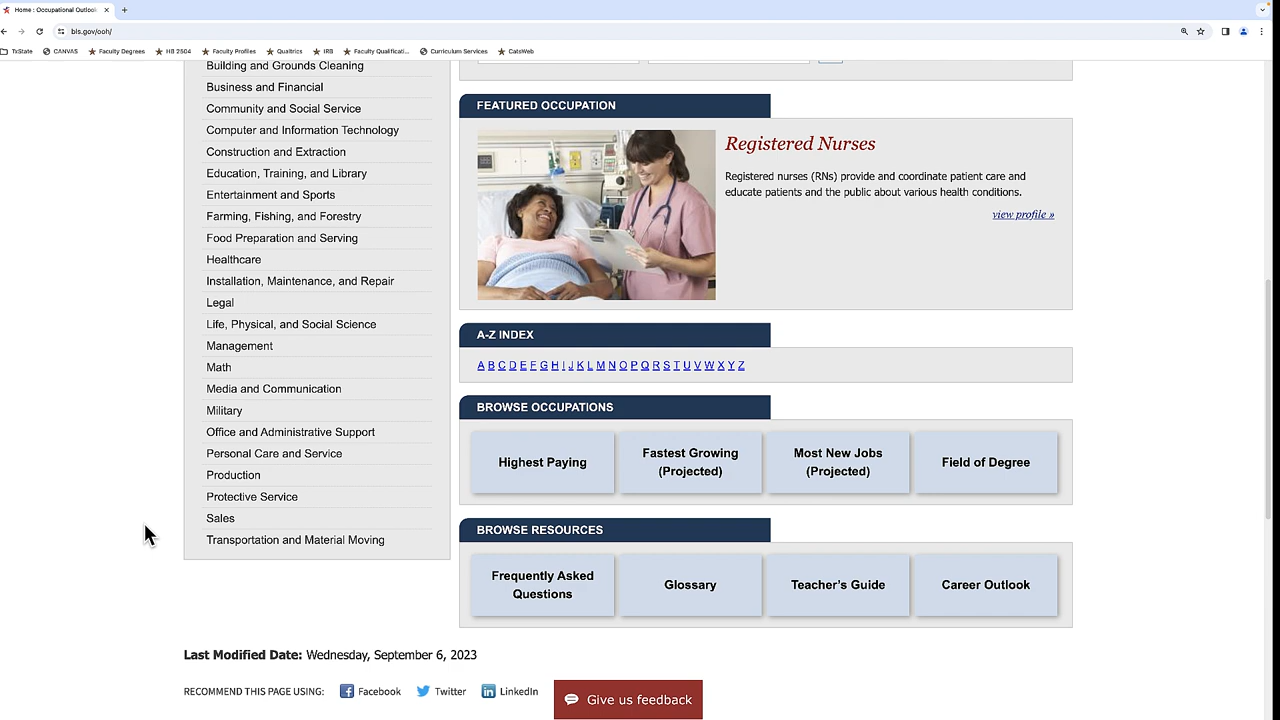 Home : Occupational Outlook
bls.gov/ooh/
TxState
CANVAS
Faculty Degrees
HB 2504
Faculty Profiles
Qualtrics
IRB
Faculty Qualificati...
Curriculum Services
CatsWeb
Building and Grounds Cleaning
Business and Financial
Community and Social Service
Computer and Information Technology
Construction and Extraction
Education, Training, and Library
Entertainment and Sports
Farming, Fishing, and Forestry
Food Preparation and Serving
Healthcare
Installation, Maintenance, and Repair
Legal
Life, Physical, and Social Science
Management
Math
Media and Communication
Military
Office and Administrative Support
Personal Care and Service
Production
Protective Service
Sales
Transportation and Material Moving
FEATURED OCCUPATION
Registered Nurses
Registered nurses (RNs) provide and coordinate patient care and
educate patients and the public about various health conditions.
view profile »
A-Z INDEX
A B C D E F G H I J K L M N O P Q R S T U V W X Y Z
BROWSE OCCUPATIONS
Highest Paying
Fastest Growing
(Projected)
Most New Jobs
(Projected)
Field of Degree
BROWSE RESOURCES
Frequently Asked
Questions
Glossary
Teacher's Guide
Career Outlook
Last Modified Date: Wednesday, September 6, 2023
RECOMMEND THIS PAGE USING:
Facebook
Twitter
LinkedIn
Give us feedback